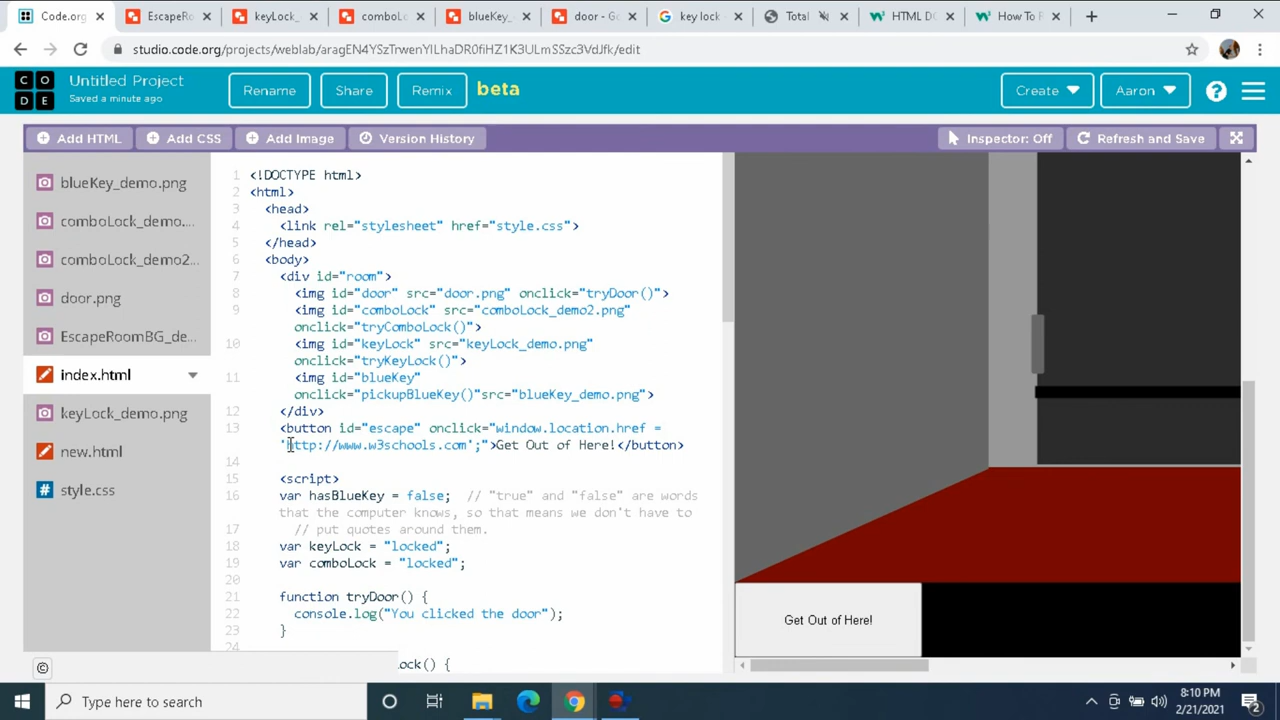 Code.org
EscapeRo
keyLock_
comboLo
blueKey_
door - Go
key lock
Total
HTML DO
How To F
studio.code.org/projects/weblab/aragEN4YSzTrwenYILhaDR0fiHZ1K3ULmSSzc3VdJfk/edit
CODE
Untitled Project
Saved a minute ago
Rename
Share
Remix
beta
Create
Aaron
?
Add HTML
Add CSS
Add Image
Version History
Inspector: Off
Refresh and Save
blueKey_demo.png
comboLock_demo....
comboLock_demo2...
door.png
EscapeRoomBG_de...
index.html
keyLock_demo.png
new.html
style.css
1 <!DOCTYPE html>
2 <html>
3 <head>
4 <link rel="stylesheet" href="style.css">
5 </head>
6 <body>
7 <div id="room">
8 <img id="door" src="door.png" onclick="tryDoor()">
9 <img id="comboLock" src="comboLock_demo2.png"
onclick="tryComboLock()">
10 <img id="keyLock" src="keyLock_demo.png"
onclick="tryKeyLock()">
11 <img id="blueKey"
onclick="pickupBlueKey()"src="blueKey_demo.png">
12 </div>
13 <button id="escape" onclick="window.location.href =
'http://www.w3schools.com';">Get Out of Here!</button>
14
15 <script>
16 var hasBlueKey = false; // "true" and "false" are words
that the computer knows, so that means we don't have to
17 // put quotes around them.
18 var keyLock = "locked";
19 var comboLock = "locked";
20
21 function tryDoor() {
22 console.log("You clicked the door");
23 }
24
lock() {
Get Out of Here!
©
Type here to search
8:10 PM
2/21/2021
2